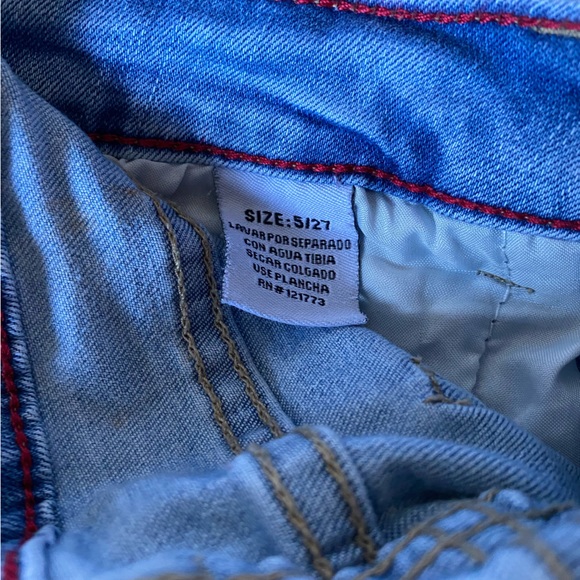 SIZE:5/27
LAVAR POR SEPARADO
CON AGUA TIBIA
SECAR COLGADO
USE PLANCHA
RN#121773